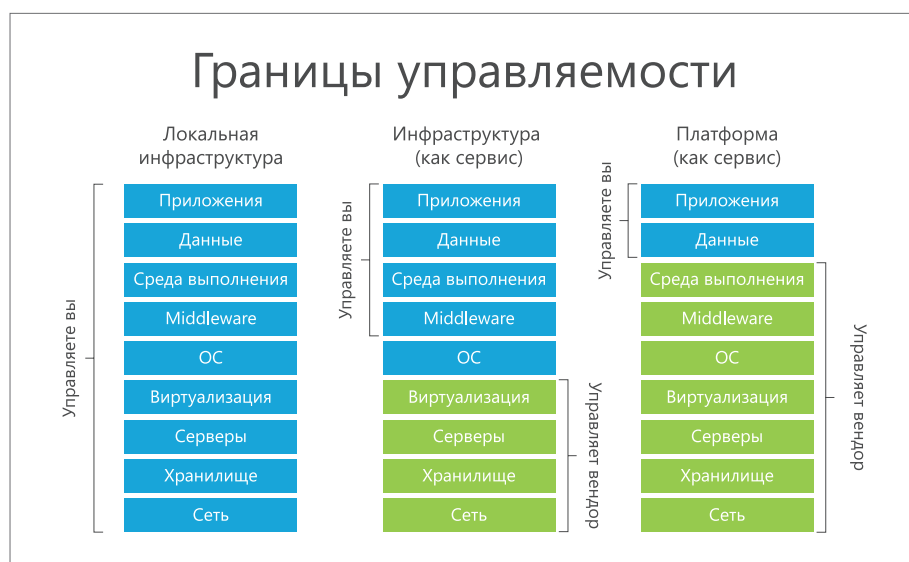 Границы управляемости
Локальная
инфраструктура
Управляете вы
Приложения
Данные
Среда выполнения
Middleware
ОС
Виртуализация
Серверы
Хранилище
Сеть
Инфраструктура
(как сервис)
Управляете вы
Приложения
Данные
Среда выполнения
Middleware
ОС
Виртуализация
Серверы
Хранилище
Сеть
Управляет вендор
Платформа
(как сервис)
Управляете вы
Приложения
Данные
Среда выполнения
Middleware
ОС
Виртуализация
Серверы
Хранилище
Сеть
Управляет вендор